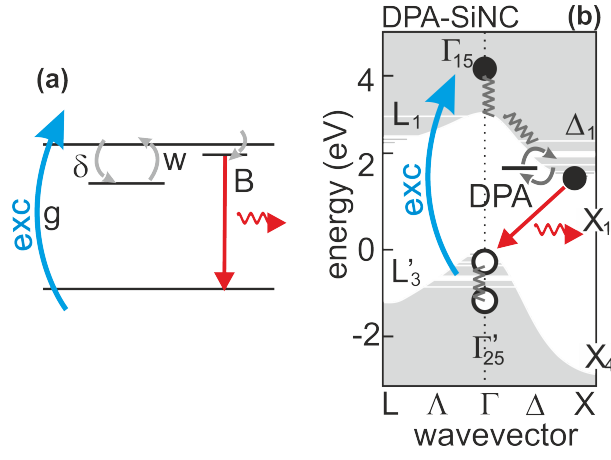 (a)
exc
g
δ
w
B
DPA-SiNC
(b)
energy (eV)
4
2
0
-2
Γ15
L1
Δ1
DPA
exc
X1
L'3
Γ'25
X4
L Λ Γ Δ X
wavevector